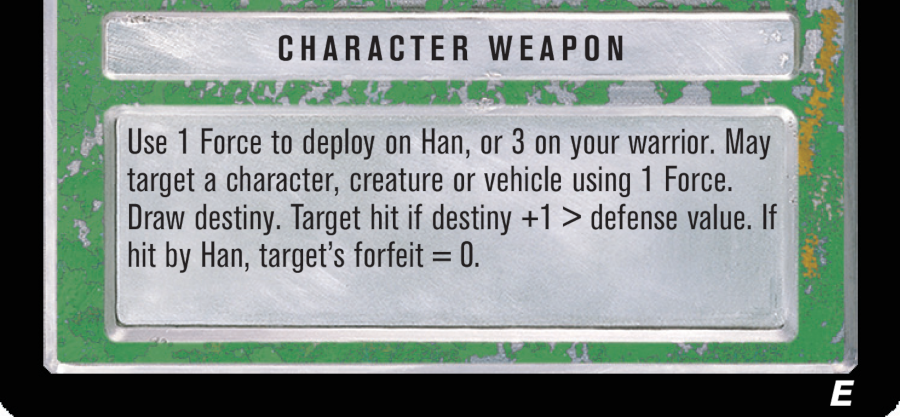 CHARACTER WEAPON
Use 1 Force to deploy on Han, or 3 on your warrior. May
target a character, creature or vehicle using 1 Force.
Draw destiny. Target hit if destiny +1 > defense value. If
hit by Han, target's forfeit = 0.
E